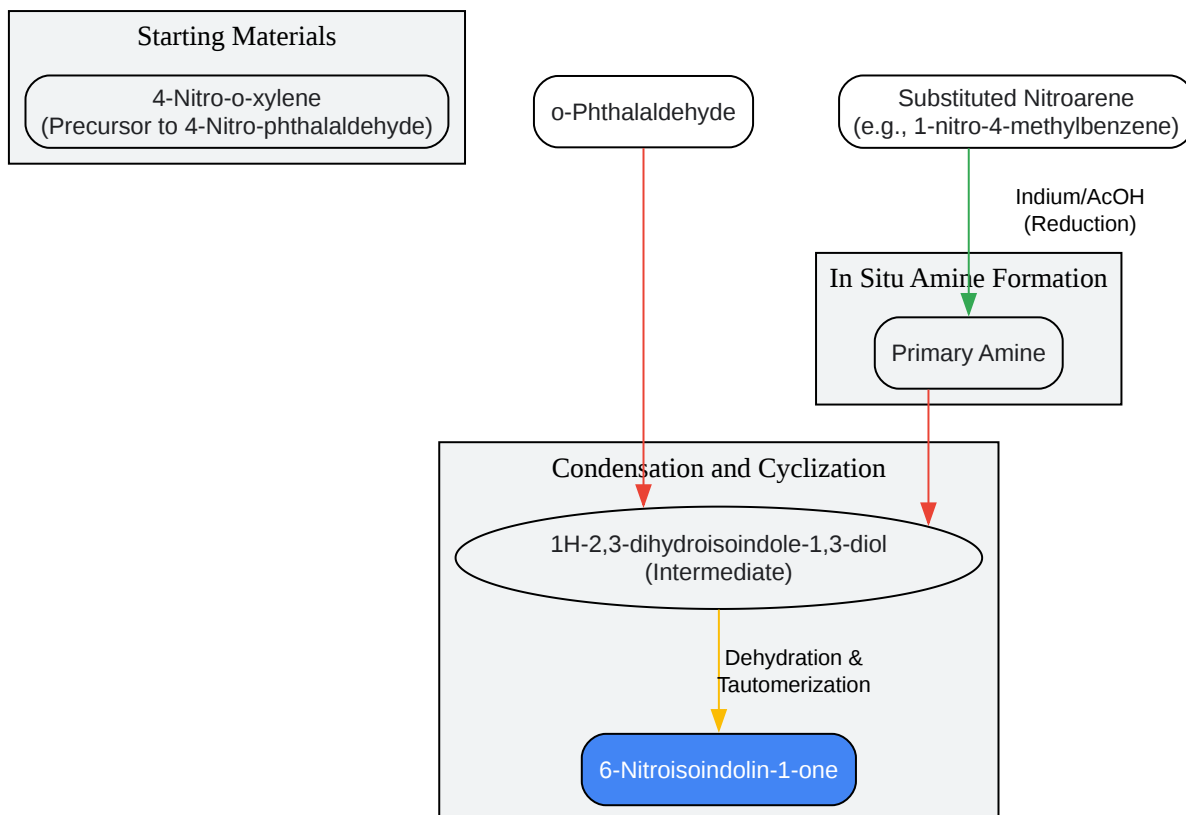 Starting Materials
4-Nitro-o-xylene
(Precursor to 4-Nitro-phthalaldehyde)
o-Phthalaldehyde
Substituted Nitroarene
(e.g., 1-nitro-4-methylbenzene)
Indium/AcOH
(Reduction)
In Situ Amine Formation
Primary Amine
Condensation and Cyclization
1H-2,3-dihydroisoindole-1,3-diol
(Intermediate)
Dehydration &
Tautomerization
6-Nitroisoindolin-1-one